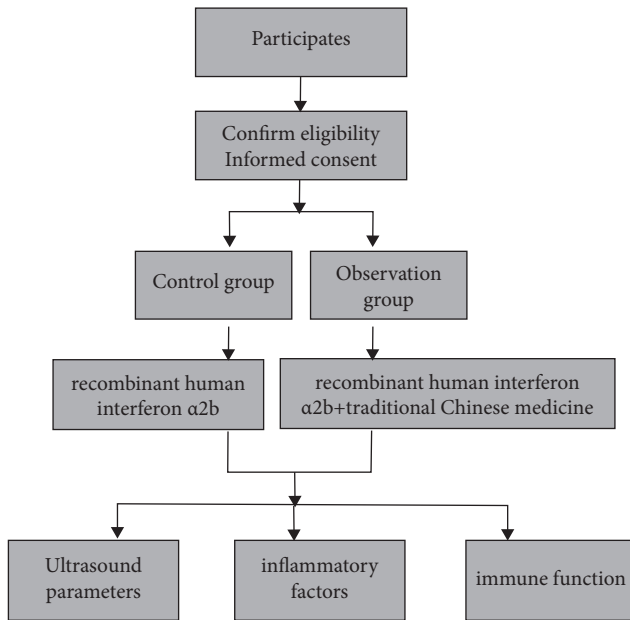 Participates
Confirm eligibility
Informed consent
Control group
Observation
group
recombinant human
interferon α2b
recombinant human interferon
α2b+traditional Chinese medicine
Ultrasound
parameters
inflammatory
factors
immune function